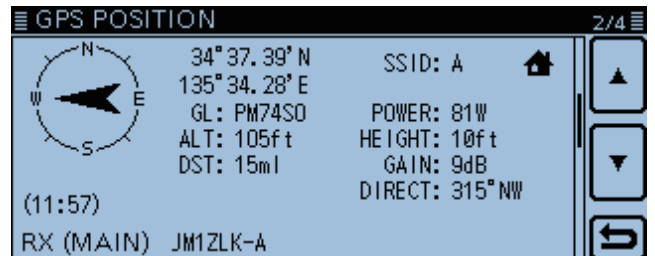 GPS POSITION 2/4
N
W E
S
34°37.39'N
135°34.28'E
GL: PM74SO
ALT: 105ft
DST: 15ml
SSID: A
POWER: 81W
HEIGHT: 10ft
GAIN: 9dB
DIRECT: 315°NW
(11:57)
RX (MAIN) JM1ZLK-A